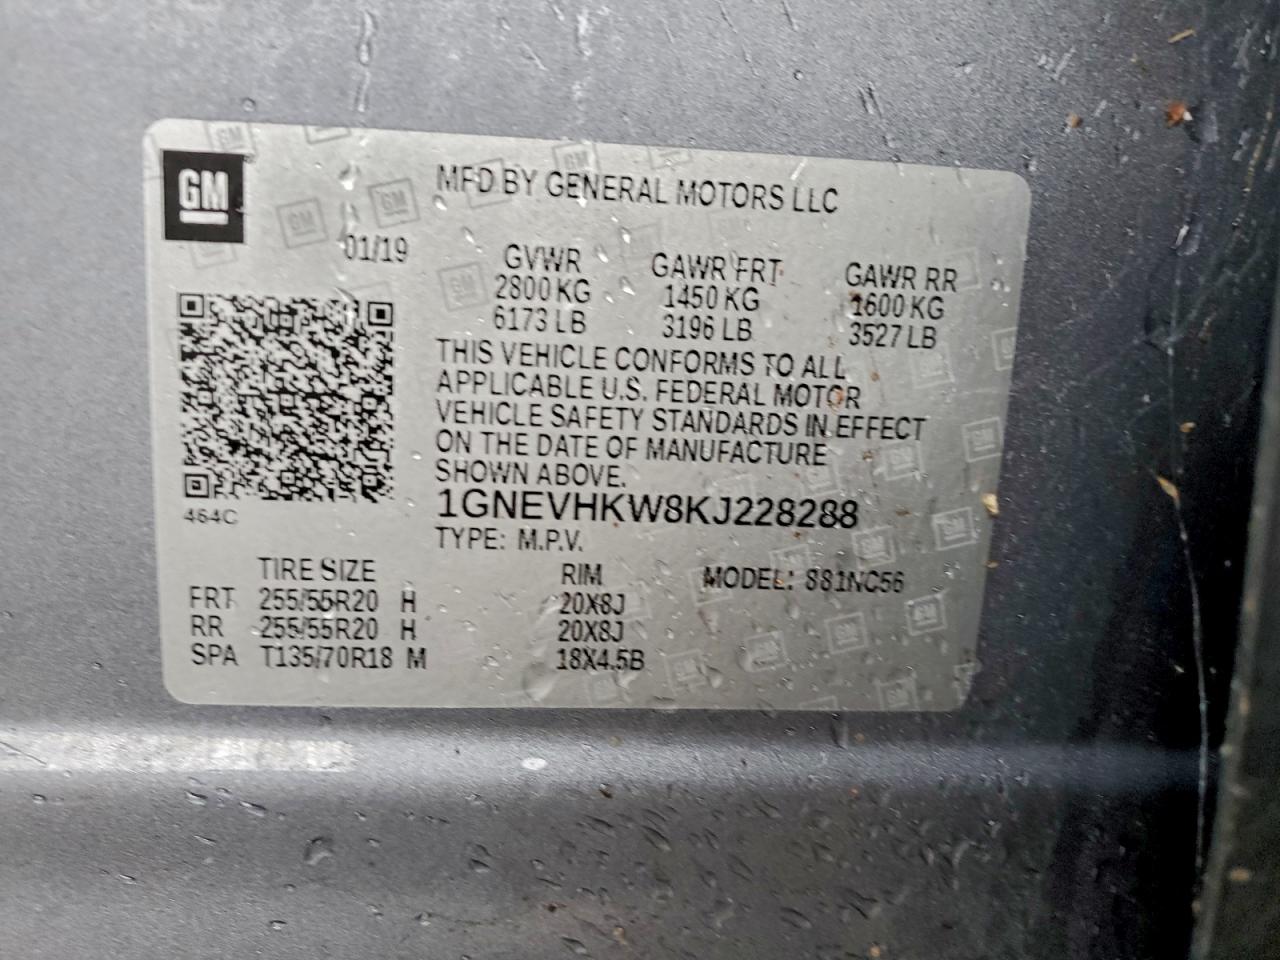 GM
MFD BY GENERAL MOTORS LLC
01/19
GVWR GAWR FRT GAWR RR
2800 KG 1450 KG 1600 KG
6173 LB 3196 LB 3527 LB
THIS VEHICLE CONFORMS TO ALL
APPLICABLE U.S. FEDERAL MOTOR
VEHICLE SAFETY STANDARDS IN EFFECT
ON THE DATE OF MANUFACTURE
SHOWN ABOVE.
464C
1GNEVHKW8KJ228288
TYPE: M.P.V.
TIRE SIZE RIM MODEL: 881NC56
FRT 255/55R20 H 20X8J
RR 255/55R20 H 20X8J
SPA T135/70R18 M 18X4.5B